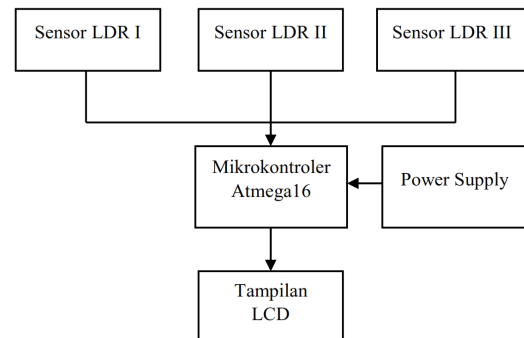 Sensor LDR I
Sensor LDR II
Sensor LDR III
Mikrokontroler
Atmega16
Power Supply
Tampilan
LCD